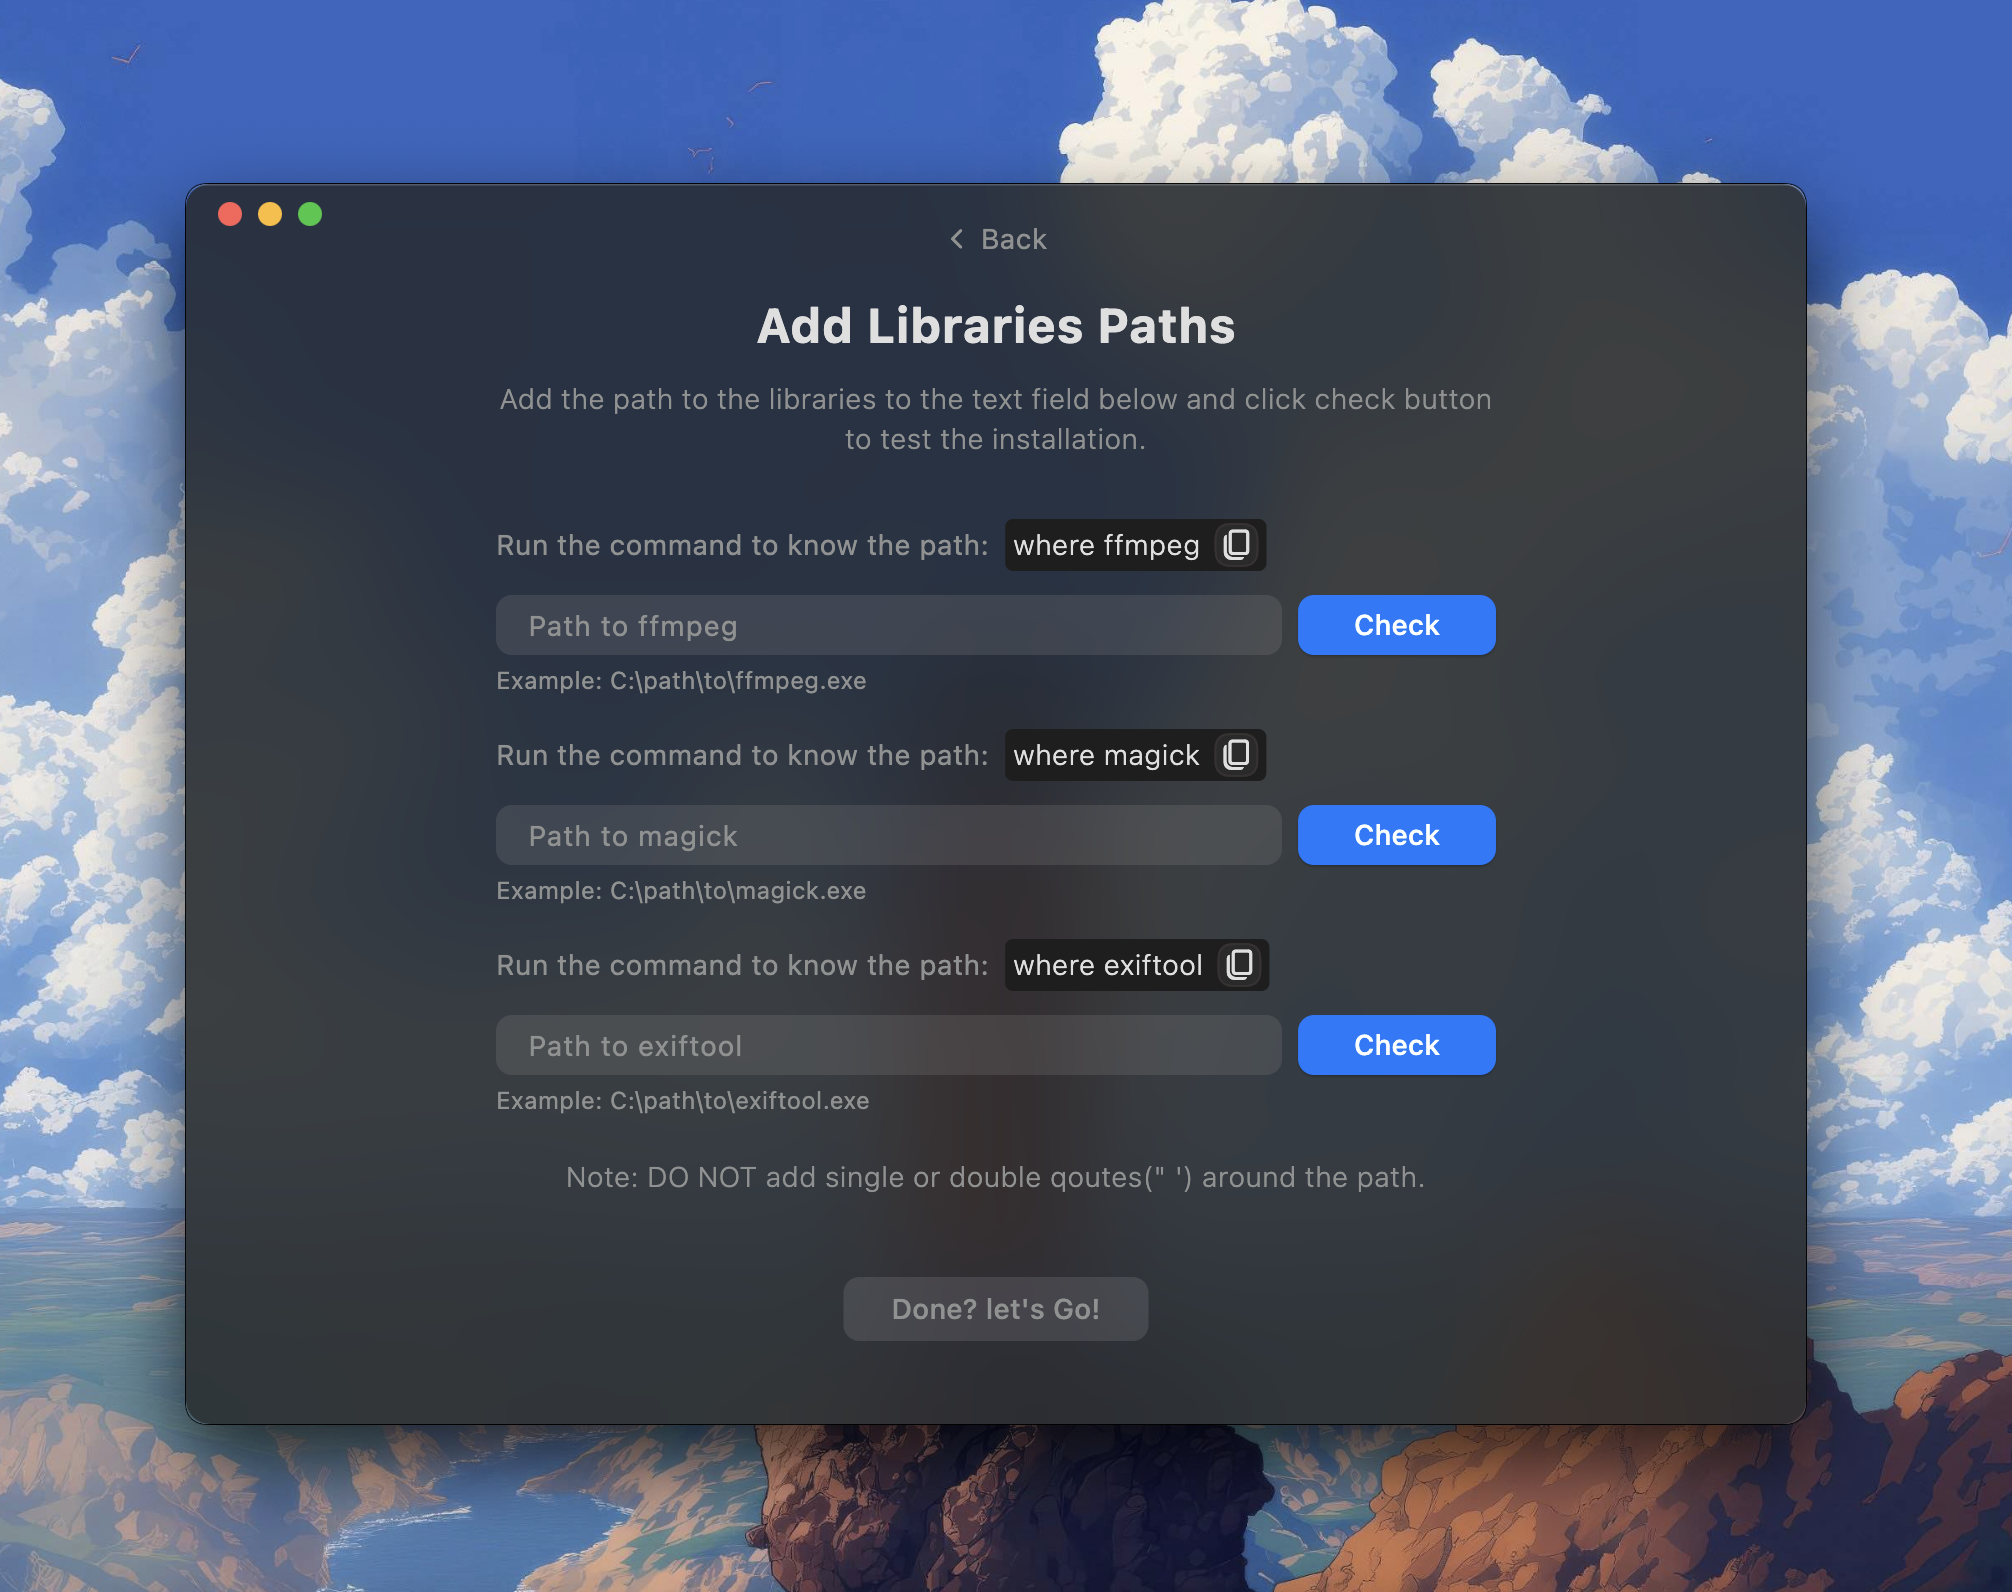 Back
Add Libraries Paths
Add the path to the libraries to the text field below and click check button
to test the installation.
Run the command to know the path: where ffmpeg
Path to ffmpeg Check
Example: C:\path\to\ffmpeg.exe
Run the command to know the path: where magick
Path to magick Check
Example: C:\path\to\magick.exe
Run the command to know the path: where exiftool
Path to exiftool Check
Example: C:\path\to\exiftool.exe
Note: DO NOT add single or double qoutes(" ') around the path.
Done? let's Go!